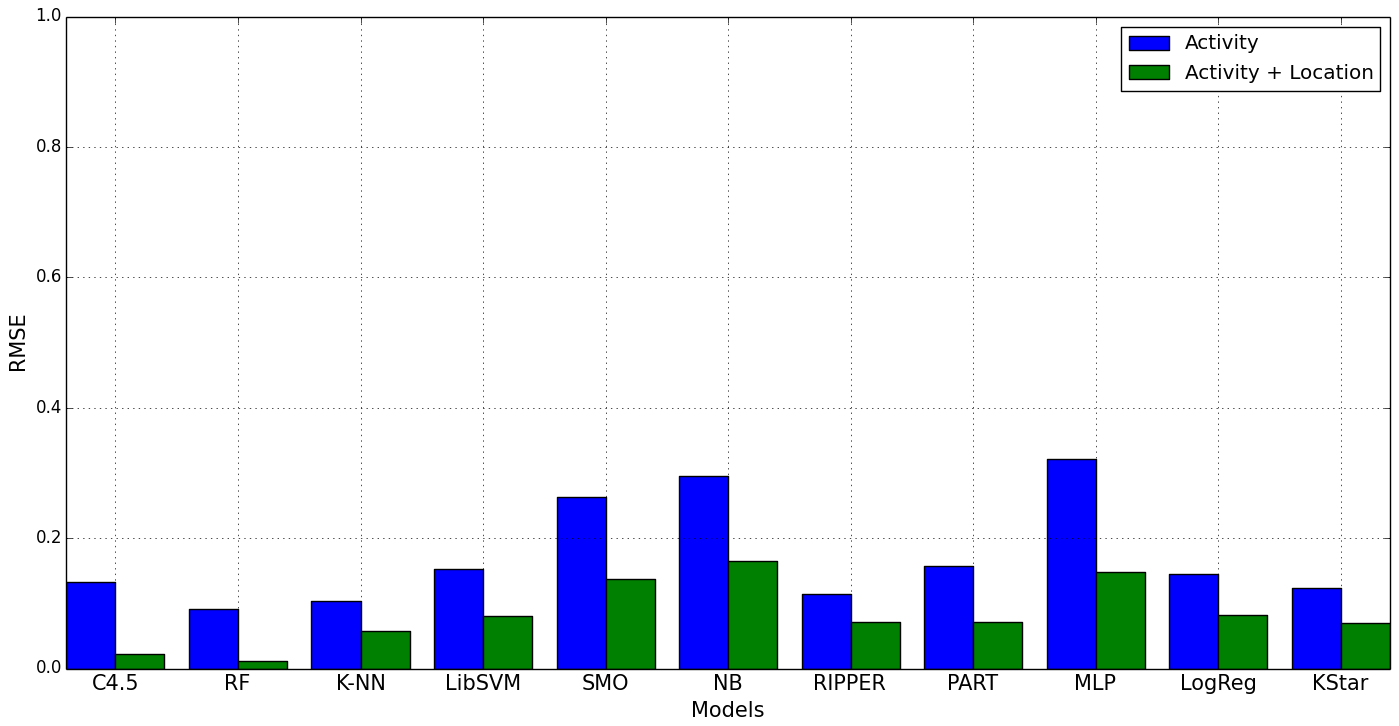 1.0
0.8
0.6
0.4
0.2
0.0
RMSE
Activity
Activity + Location
C4.5 RF K-NN LibSVM SMO NB RIPPER PART MLP LogReg KStar
Models